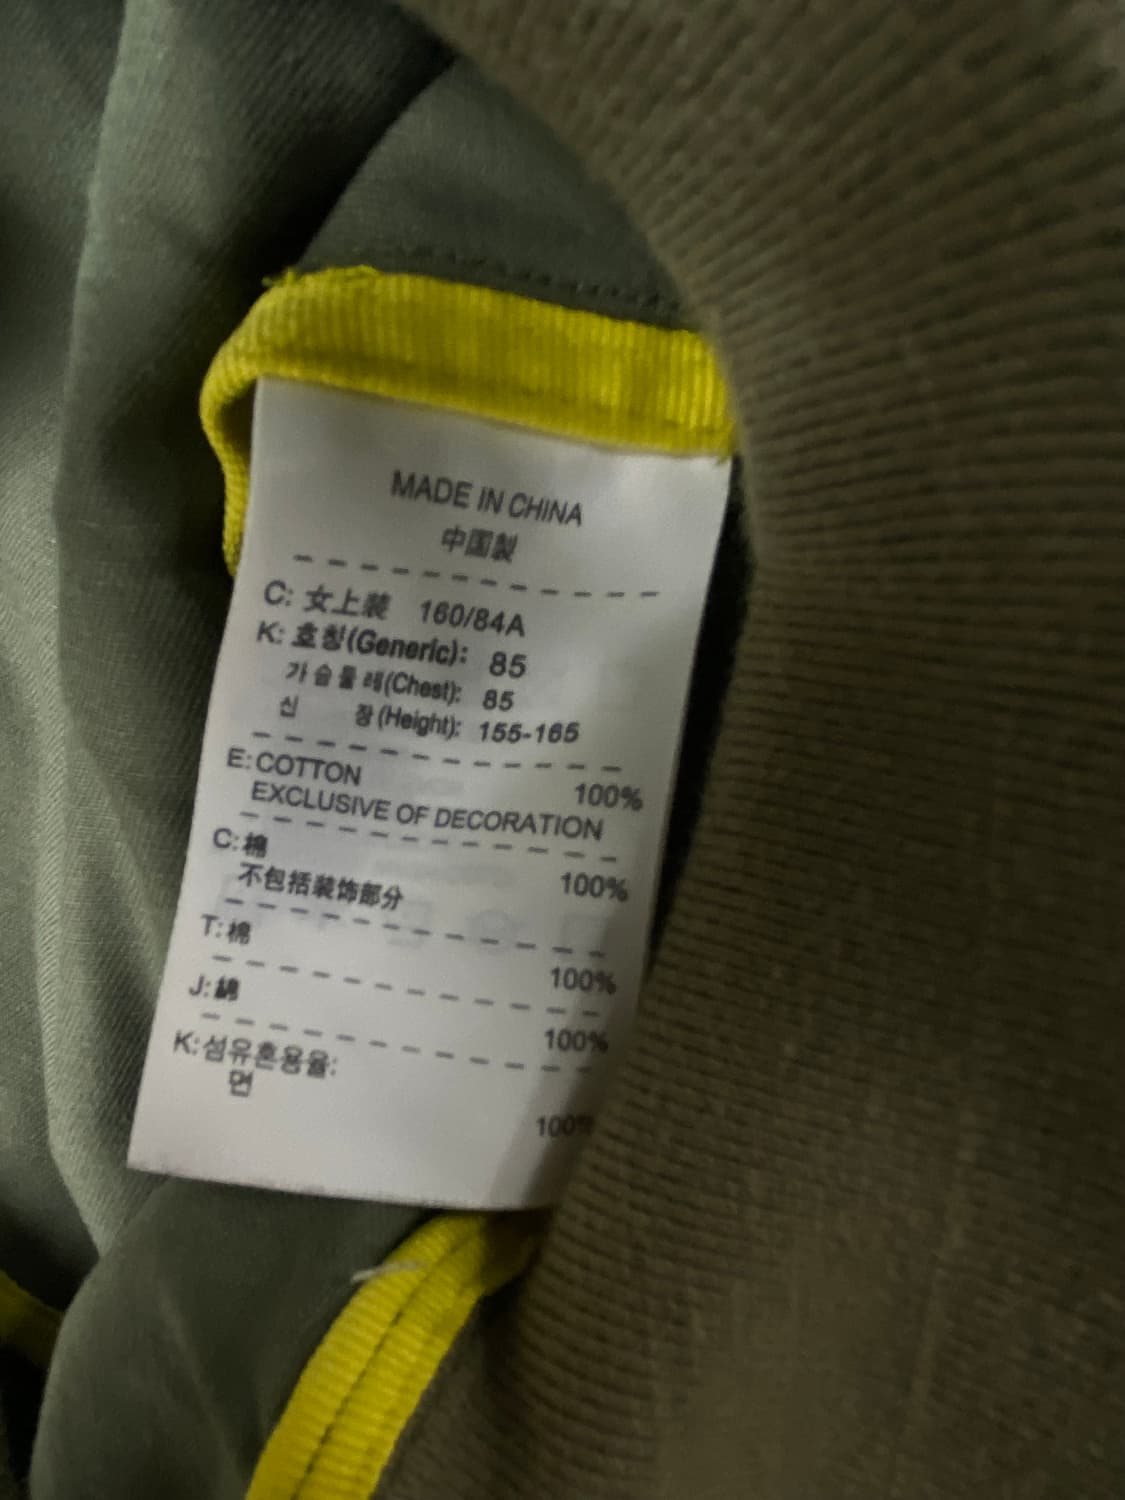 MADE IN CHINA
中国製
C: 女上装 160/84A
K: 호칭(Generic): 85
가슴둘레(Chest): 85
신 장(Height): 155-165
E: COTTON 100%
EXCLUSIVE OF DECORATION
C: 棉 100%
不包括装饰部分
T: 棉 100%
J: 綿 100%
K: 섬유혼용율:
면 100%